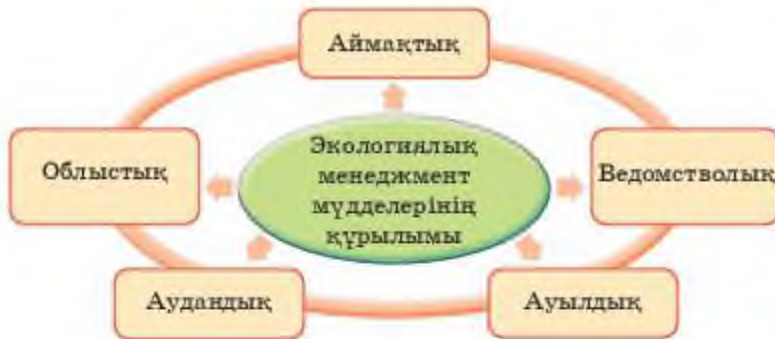 Аймақтық
Облыстық
Экологиялық
менеджмент
мүдделерінің
құрылымы
Ведомстволық
Аудандық
Ауылдық